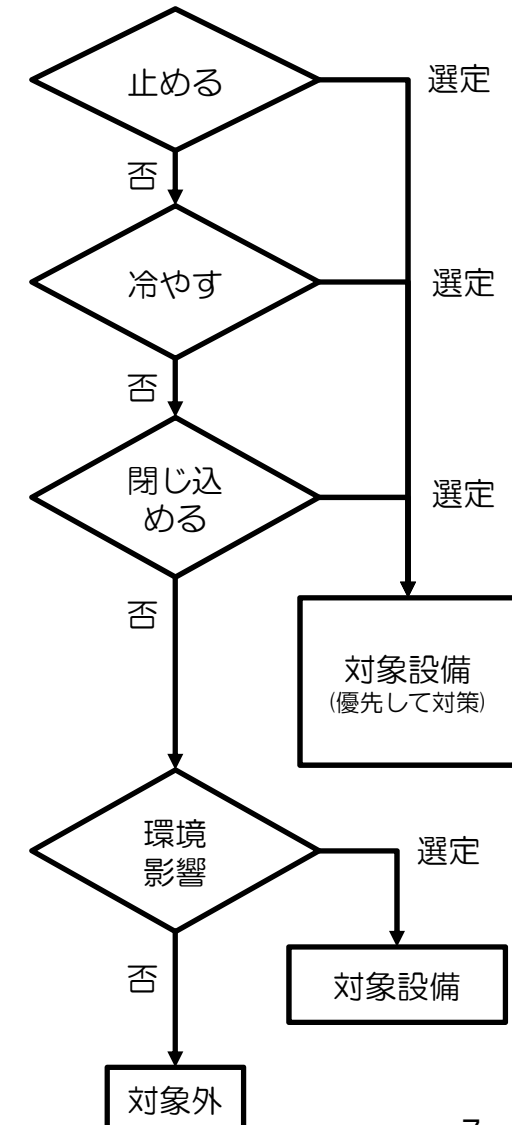 止める
選定
否
冷やす
選定
否
閉じ込
める
選定
否
対象設備
(優先して対策)
環境
影響
選定
否
対象設備
対象外